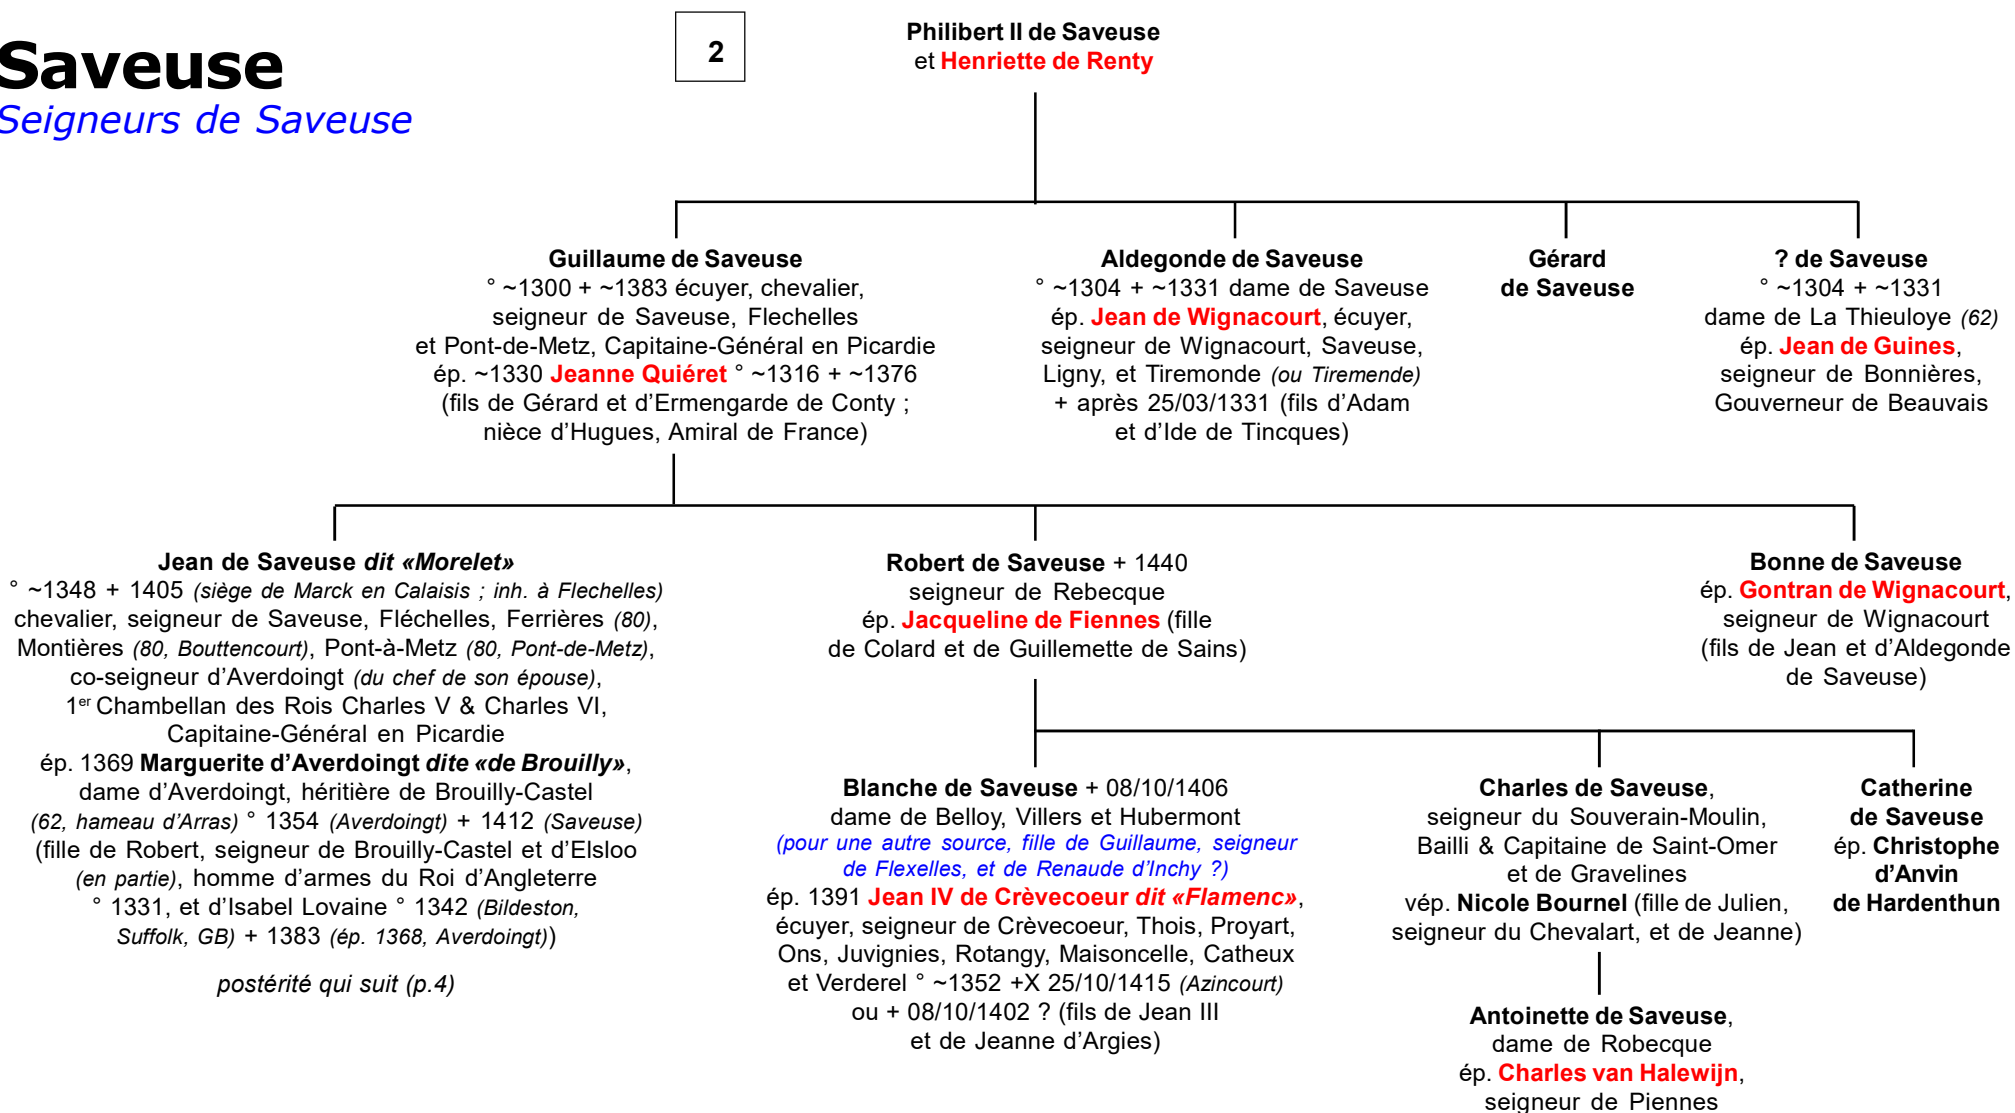 Saveuse
Seigneurs de Saveuse
2
Philibert II de Saveuse
et Henriette de Renty
Guillaume de Saveuse
° ~1300 + ~1383 écuyer, chevalier,
seigneur de Saveuse, Flechelles
et Pont-de-Metz, Capitaine-Général en Picardie
ép. ~1330 Jeanne Quiéret ° ~1316 + ~1376
(fils de Gérard et d’Ermengarde de Conty ;
nièce d’Hugues, Amiral de France)
Aldegonde de Saveuse
° ~1304 + ~1331 dame de Saveuse
ép. Jean de Wignacourt, écuyer,
seigneur de Wignacourt, Saveuse,
Ligny, et Tiremonde (ou Tiremende)
+ après 25/03/1331 (fils d’Adam
et d’Ide de Tincques)
Gérard
de Saveuse
? de Saveuse
° ~1304 + ~1331
dame de La Thieuloye (62)
ép. Jean de Guines,
seigneur de Bonnières,
Gouverneur de Beauvais
Jean de Saveuse dit «Morelet»
° ~1348 + 1405 (siège de Marck en Calaisis ; inh. à Flechelles)
chevalier, seigneur de Saveuse, Fléchelles, Ferrières (80),
Montières (80, Bouttencourt), Pont-à-Metz (80, Pont-de-Metz),
co-seigneur d’Averdoingt (du chef de son épouse),
1er Chambellan des Rois Charles V & Charles VI,
Capitaine-Général en Picardie
ép. 1369 Marguerite d’Averdoingt dite «de Brouilly»,
dame d’Averdoingt, héritière de Brouilly-Castel
(62, hameau d’Arras) ° 1354 (Averdoingt) + 1412 (Saveuse)
(fille de Robert, seigneur de Brouilly-Castel et d’Elsloo
(en partie), homme d’armes du Roi d’Angleterre
° 1331, et d’Isabel Lovaine ° 1342 (Bildeston,
Suffolk, GB) + 1383 (ép. 1368, Averdoingt))
postérité qui suit (p.4)
Robert de Saveuse + 1440
seigneur de Rebecque
ép. Jacqueline de Fiennes (fille
de Colard et de Guillemette de Sains)
Bonne de Saveuse
ép. Gontran de Wignacourt,
seigneur de Wignacourt
(fils de Jean et d’Aldegonde
de Saveuse)
Blanche de Saveuse + 08/10/1406
dame de Belloy, Villers et Hubermont
(pour une autre source, fille de Guillaume, seigneur
de Flexelles, et de Renaude d’Inchy ?)
ép. 1391 Jean IV de Crèvecoeur dit «Flamenc»,
écuyer, seigneur de Crèvecoeur, Thois, Proyart,
Ons, Juvignies, Rotangy, Maisoncelle, Catheux
et Verderel ° ~1352 +X 25/10/1415 (Azincourt)
ou + 08/10/1402 ? (fils de Jean III
et de Jeanne d’Argies)
Charles de Saveuse,
seigneur du Souverain-Moulin,
Bailli & Capitaine de Saint-Omer
et de Gravelines
vép. Nicole Bournel (fille de Julien,
seigneur du Chevalart, et de Jeanne)
Catherine
de Saveuse
ép. Christophe
d’Anvin
de Hardenthun
Antoinette de Saveuse,
dame de Robecque
ép. Charles van Halewijn,
seigneur de Piennes